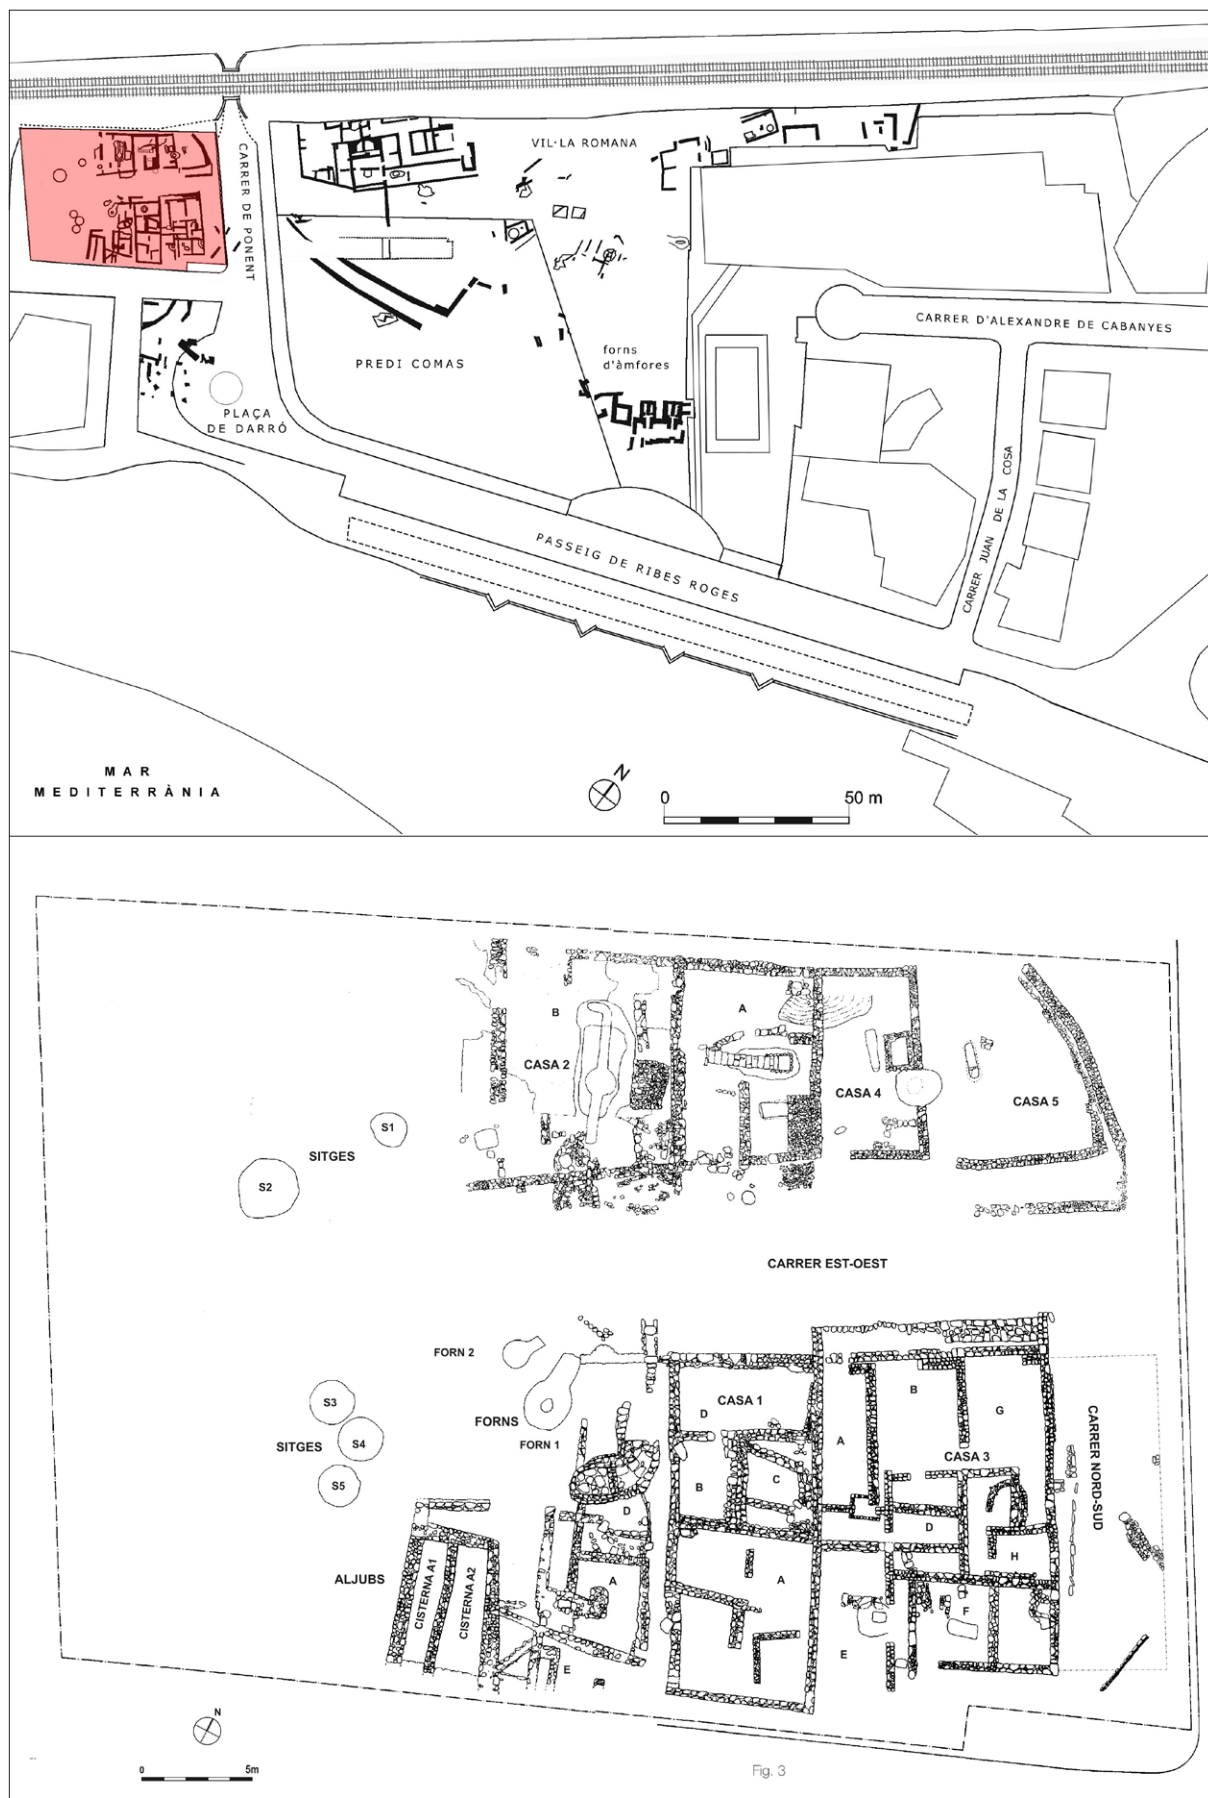 VIL·LA ROMANA
CARRER DE PONENT
CARRER D'ALEXANDRE DE CABANYES
forns
d'àmfores
PREDI COMAS
PLAÇA
DE DARRÓ
CARRER JUAN DE LA COSA
PASSEIG DE RIBES ROGES
MAR
MEDITERRÀNIA
N
0
50 m
B
A
CASA 2
CASA 4
CASA 5
S1
SITGES
S2
CARRER EST-OEST
FORN 2
CASA 1
B
S3
D
G
FORNS
SITGES
S4
FORN 1
A
CASA 3
CARRER NORD-SUD
S5
B
C
D
D
H
ALJUBS
CISTERNA A1
CISTERNA A2
A
A
F
E
E
N
0
5m
Fig. 3